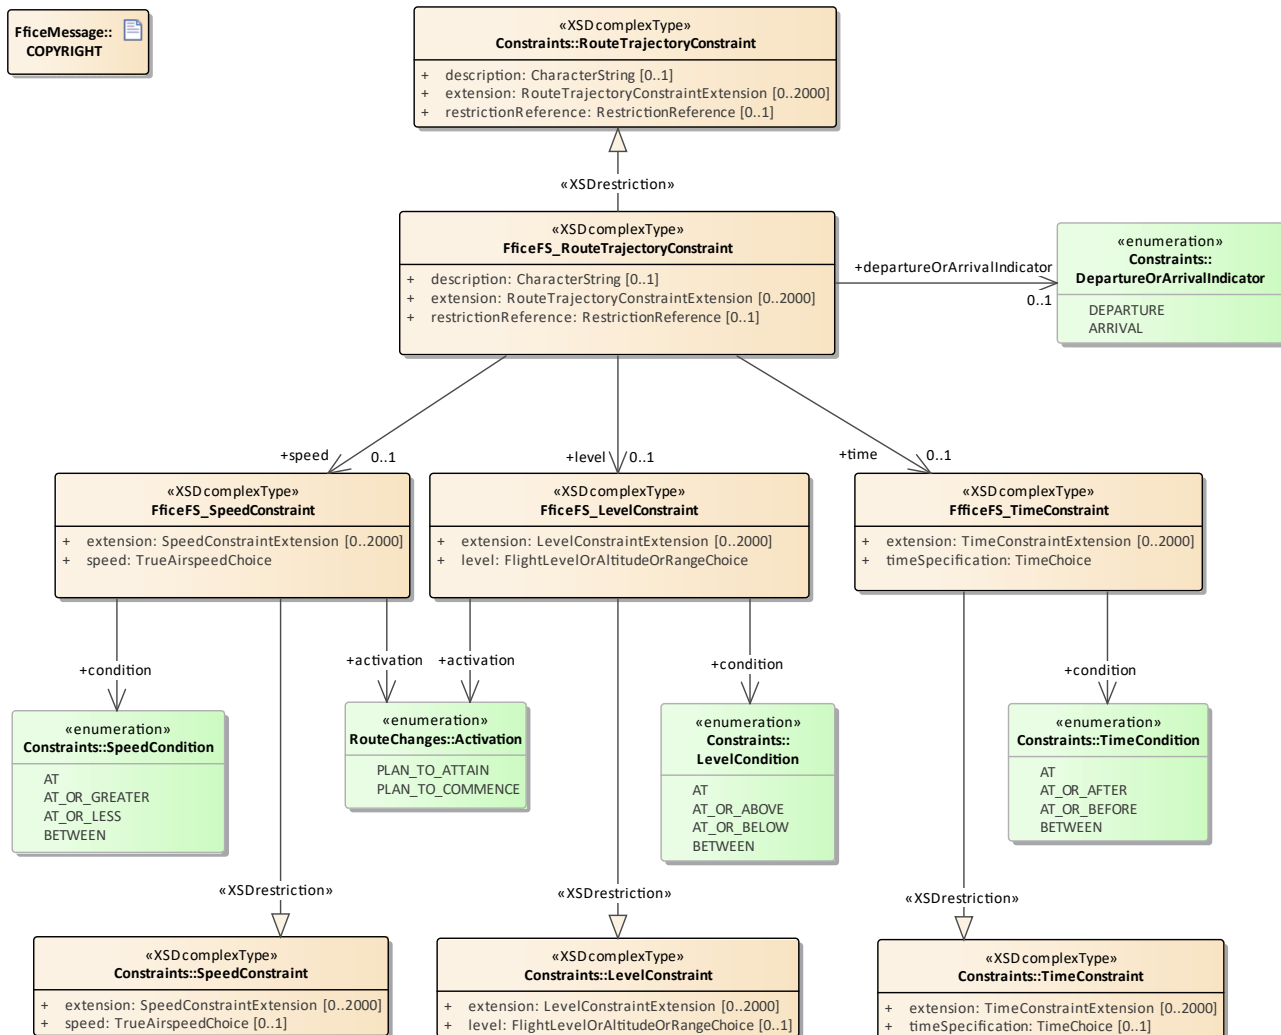 FficeMessage::
COPYRIGHT
«XSDcomplexType»
Constraints::RouteTrajectoryConstraint
+ description: CharacterString [0..1]
+ extension: RouteTrajectoryConstraintExtension [0..2000]
+ restrictionReference: RestrictionReference [0..1]
«XSDrestriction»
«XSDcomplexType»
FficeFS_RouteTrajectoryConstraint
+ description: CharacterString [0..1]
+ extension: RouteTrajectoryConstraintExtension [0..2000]
+ restrictionReference: RestrictionReference [0..1]
+departureOrArrivalIndicator
0..1
«enumeration»
Constraints::
DepartureOrArrivalIndicator
DEPARTURE
ARRIVAL
+speed 0..1
+level 0..1
+time 0..1
«XSDcomplexType»
FficeFS_SpeedConstraint
+ extension: SpeedConstraintExtension [0..2000]
+ speed: TrueAirspeedChoice
«XSDcomplexType»
FficeFS_LevelConstraint
+ extension: LevelConstraintExtension [0..2000]
+ level: FlightLevelOrAltitudeOrRangeChoice
«XSDcomplexType»
FfficeFS_TimeConstraint
+ extension: TimeConstraintExtension [0..2000]
+ timeSpecification: TimeChoice
+condition
+activation
+activation
+condition
+condition
«enumeration»
Constraints::SpeedCondition
AT
AT_OR_GREATER
AT_OR_LESS
BETWEEN
«enumeration»
RouteChanges::Activation
PLAN_TO_ATTAIN
PLAN_TO_COMMENCE
«enumeration»
Constraints::
LevelCondition
AT
AT_OR_ABOVE
AT_OR_BELOW
BETWEEN
«enumeration»
Constraints::TimeCondition
AT
AT_OR_AFTER
AT_OR_BEFORE
BETWEEN
«XSDrestriction»
«XSDrestriction»
«XSDrestriction»
«XSDcomplexType»
Constraints::SpeedConstraint
+ extension: SpeedConstraintExtension [0..2000]
+ speed: TrueAirspeedChoice [0..1]
«XSDcomplexType»
Constraints::LevelConstraint
+ extension: LevelConstraintExtension [0..2000]
+ level: FlightLevelOrAltitudeOrRangeChoice [0..1]
«XSDcomplexType»
Constraints::TimeConstraint
+ extension: TimeConstraintExtension [0..2000]
+ timeSpecification: TimeChoice [0..1]